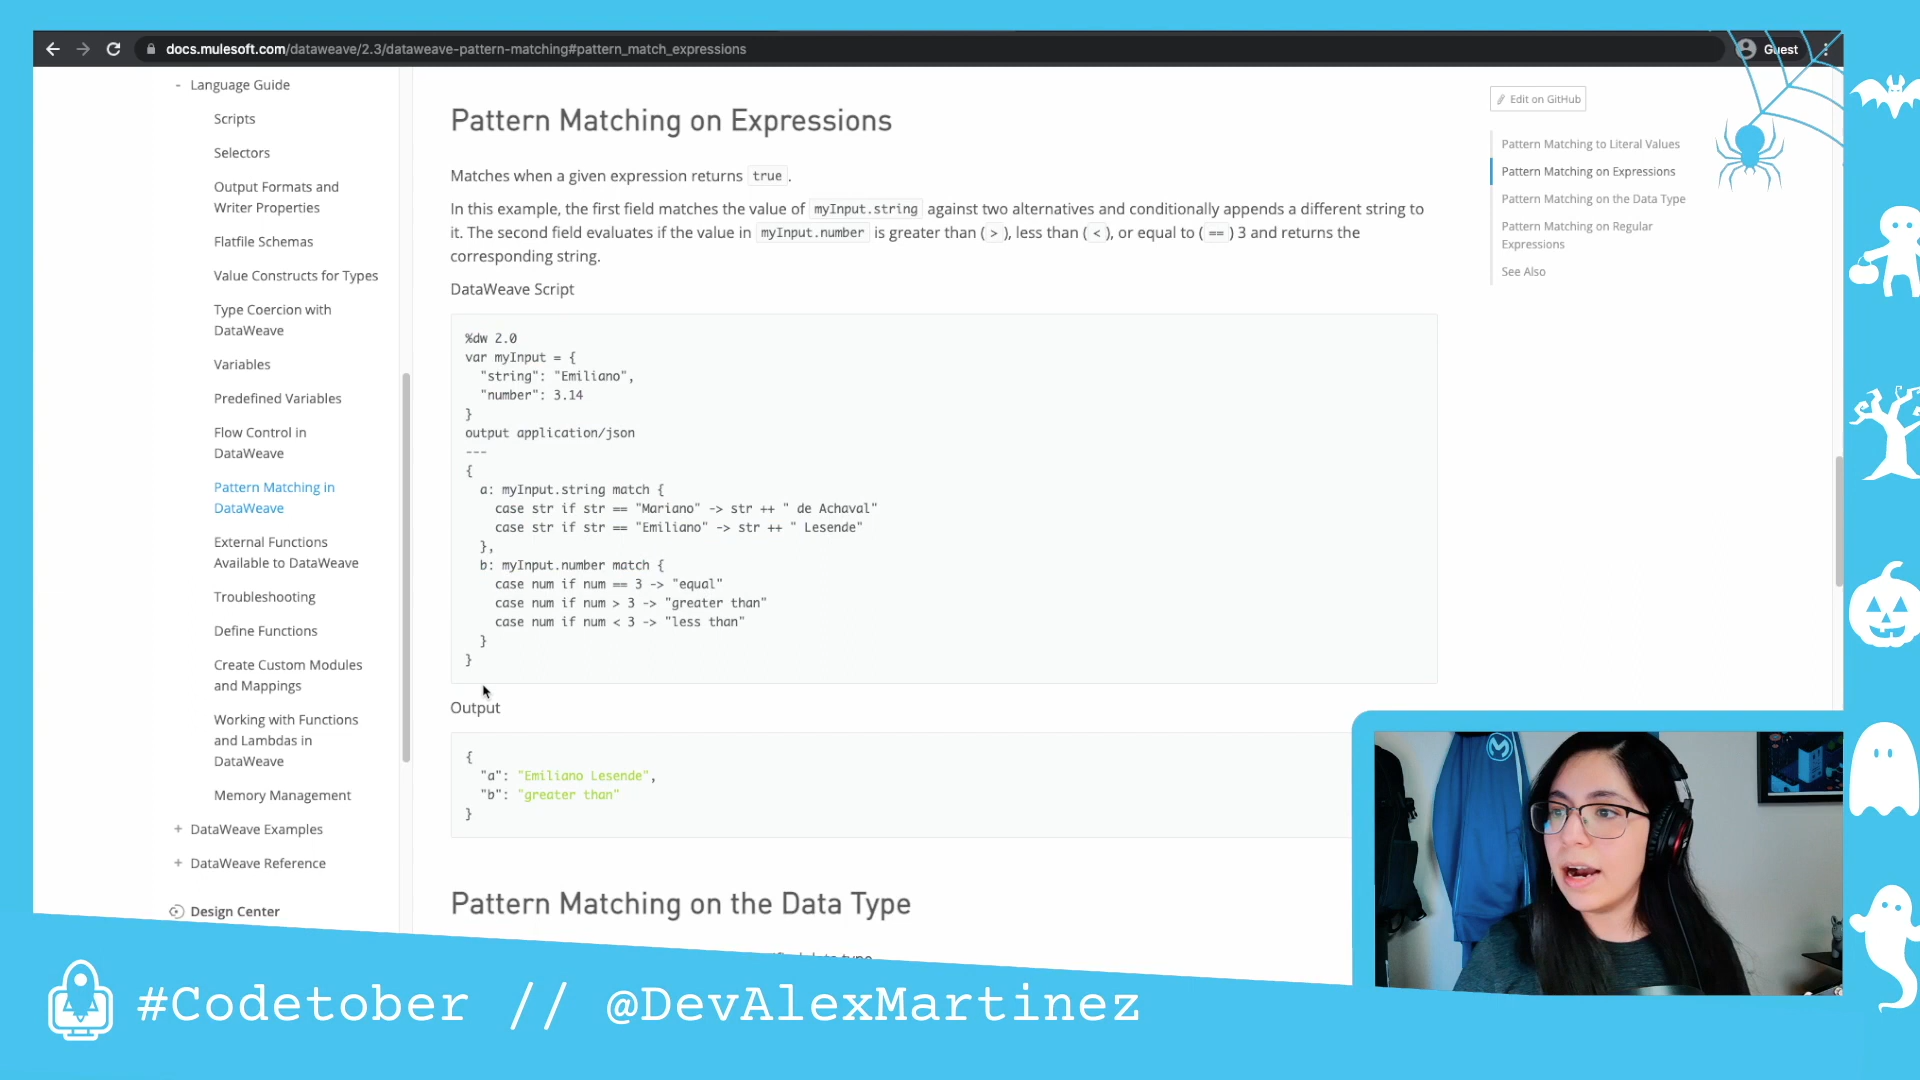 docs.mulesoft.com/dataweave/2.3/dataweave-pattern-matching#pattern_match_expressions
Guest
- Language Guide
Scripts
Selectors
Output Formats and
Writer Properties
Flatfile Schemas
Value Constructs for Types
Type Coercion with
DataWeave
Variables
Predefined Variables
Flow Control in
DataWeave
Pattern Matching in
DataWeave
External Functions
Available to DataWeave
Troubleshooting
Define Functions
Create Custom Modules
and Mappings
Working with Functions
and Lambdas in
DataWeave
Memory Management
+ DataWeave Examples
+ DataWeave Reference
Design Center
Pattern Matching on Expressions
Matches when a given expression returns true.
In this example, the first field matches the value of myInput.string against two alternatives and conditionally appends a different string to
it. The second field evaluates if the value in myInput.number is greater than ( > ), less than ( < ), or equal to ( == ) 3 and returns the
corresponding string.
DataWeave Script
%dw 2.0
var myInput = {
"string": "Emiliano",
"number": 3.14
}
output application/json
---
{
a: myInput.string match {
case str if str == "Mariano" -> str ++ " de Achaval"
case str if str == "Emiliano" -> str ++ " Lesende"
},
b: myInput.number match {
case num if num == 3 -> "equal"
case num if num > 3 -> "greater than"
case num if num < 3 -> "less than"
}
}
Output
{
"a": "Emiliano Lesende",
"b": "greater than"
}
Pattern Matching on the Data Type
Edit on GitHub
Pattern Matching to Literal Values
Pattern Matching on Expressions
Pattern Matching on the Data Type
Pattern Matching on Regular
Expressions
See Also
#Codetober // @DevAlexMartinez